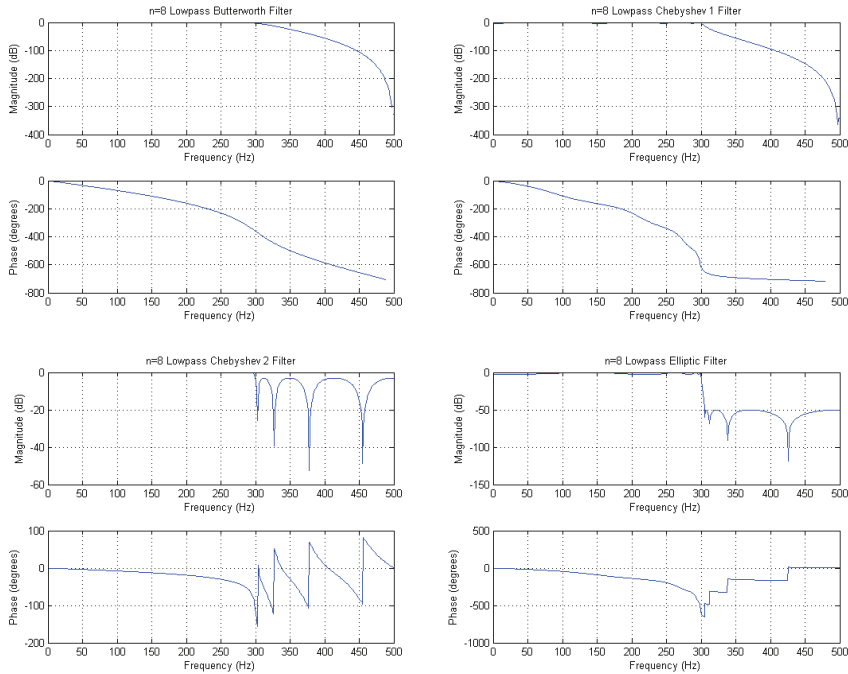 n=8 Lowpass Butterworth Filter
0
-100
-200
-300
-400
Magnitude (dB)
0 50 100 150 200 250 300 350 400 450 500
Frequency (Hz)
0
-200
-400
-600
-800
Phase (degrees)
0 50 100 150 200 250 300 350 400 450 500
Frequency (Hz)
n=8 Lowpass Chebyshev 1 Filter
0
-100
-200
-300
-400
Magnitude (dB)
0 50 100 150 200 250 300 350 400 450 500
Frequency (Hz)
0
-200
-400
-600
-800
Phase (degrees)
0 50 100 150 200 250 300 350 400 450 500
Frequency (Hz)
n=8 Lowpass Chebyshev 2 Filter
0
-20
-40
-60
Magnitude (dB)
0 50 100 150 200 250 300 350 400 450 500
Frequency (Hz)
100
0
-100
-200
Phase (degrees)
0 50 100 150 200 250 300 350 400 450 500
Frequency (Hz)
n=8 Lowpass Elliptic Filter
0
-50
-100
-150
Magnitude (dB)
0 50 100 150 200 250 300 350 400 450 500
Frequency (Hz)
500
0
-500
-1000
Phase (degrees)
0 50 100 150 200 250 300 350 400 450 500
Frequency (Hz)